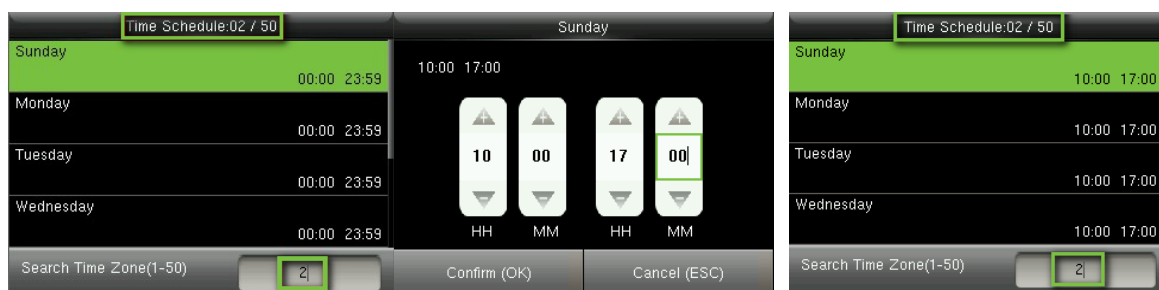 Time Schedule:02 / 50
Sunday
00:00 23:59
Monday
00:00 23:59
Tuesday
00:00 23:59
Wednesday
00:00 23:59
Search Time Zone(1-50) 2
Sunday
10:00 17:00
10 00 17 00
HH MM HH MM
Confirm (OK) Cancel (ESC)
Time Schedule:02 / 50
Sunday
10:00 17:00
Monday
10:00 17:00
Tuesday
10:00 17:00
Wednesday
10:00 17:00
Search Time Zone(1-50) 2